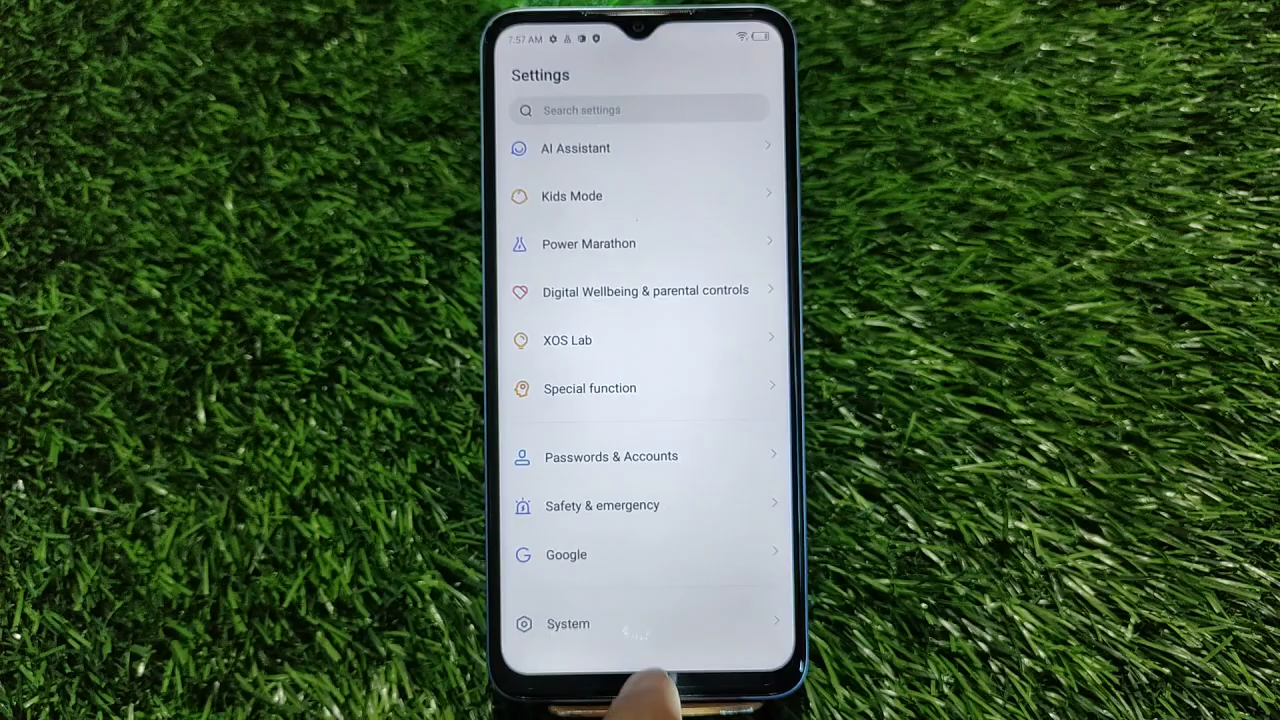 7:57 AM
Settings
Search settings
AI Assistant
Kids Mode
Power Marathon
Digital Wellbeing & parental controls
XOS Lab
Special function
Passwords & Accounts
Safety & emergency
Google
System